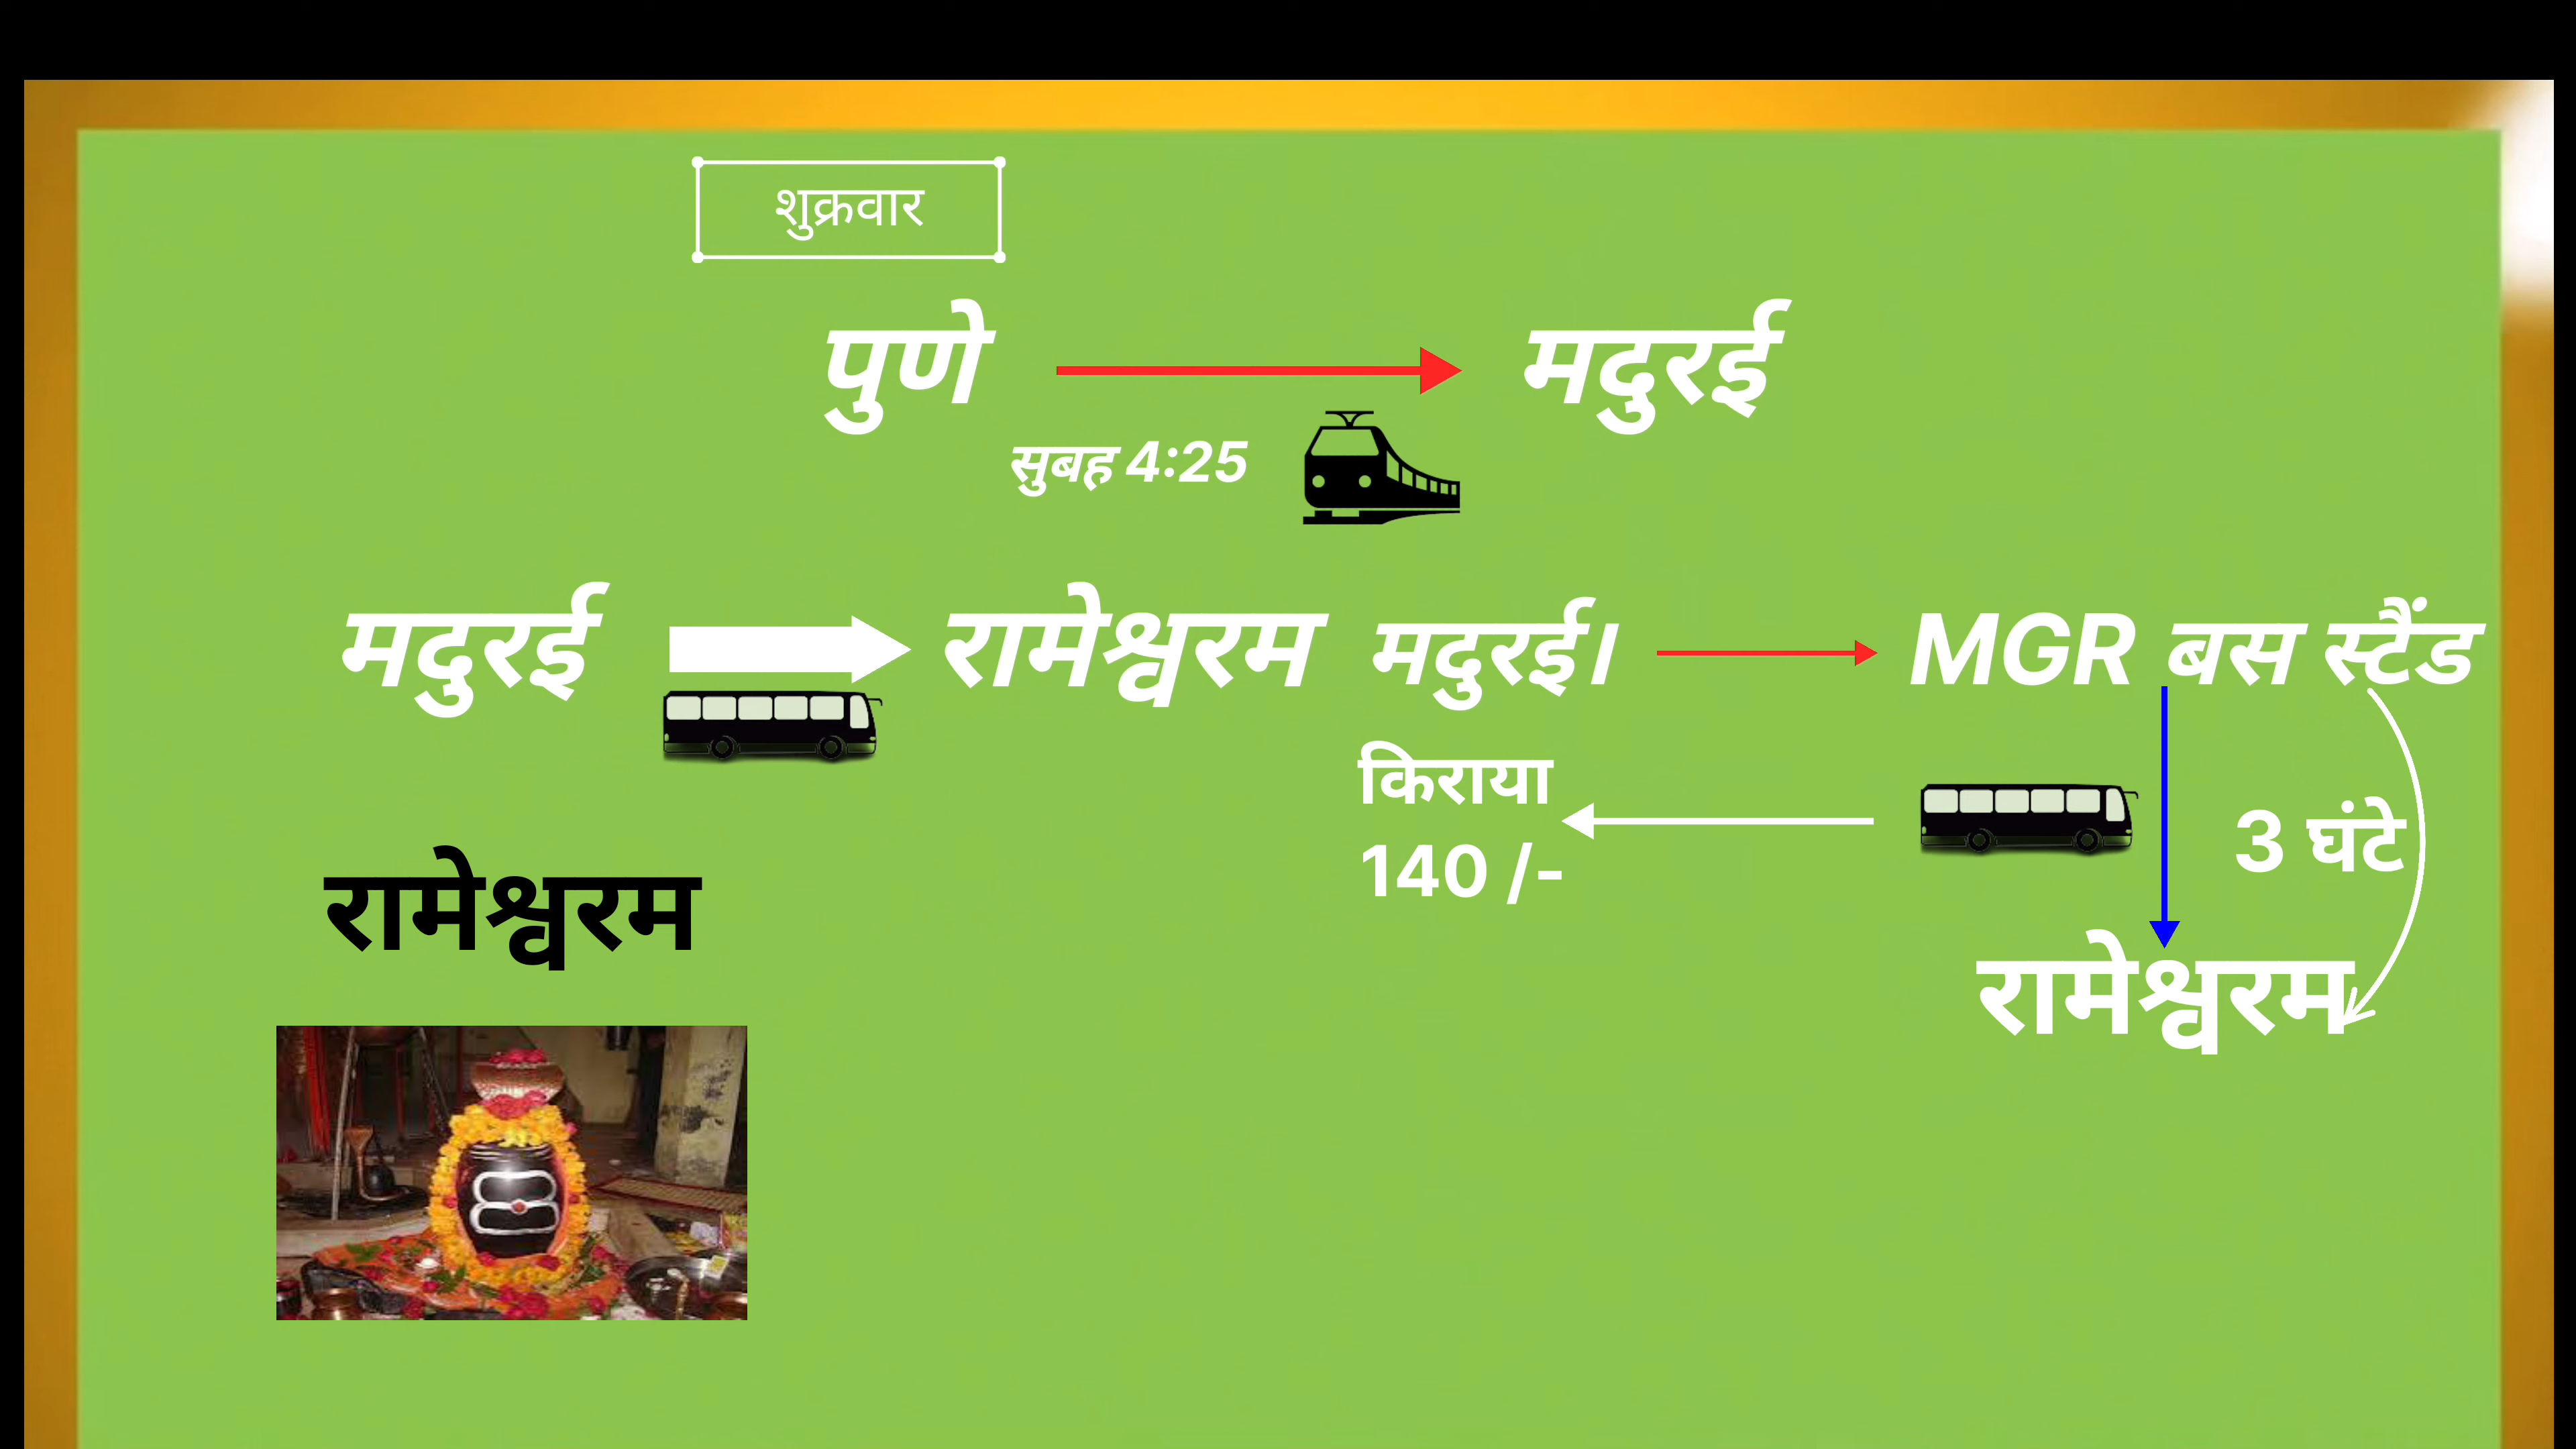 शुक्रवार
पुणे मदुरई
सुबह 4:25
मदुरई रामेश्वरम मदुरई। MGR बस स्टैंड
किराया
140 /-
3 घंटे
रामेश्वरम
रामेश्वरम